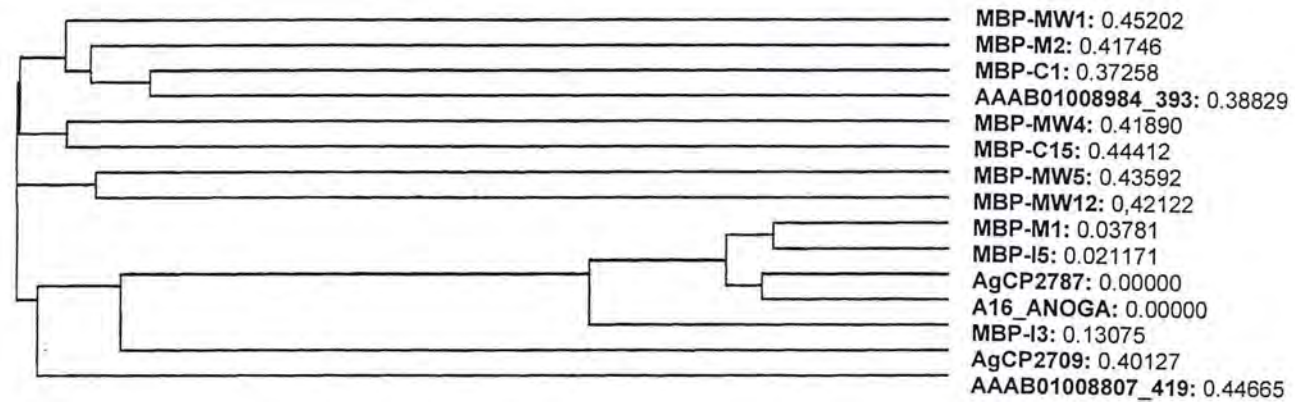 MBP-MW1: 0.45202
MBP-M2: 0.41746
MBP-C1: 0.37258
AAAB01008984_393: 0.38829
MBP-MW4: 0.41890
MBP-C15: 0.44412
MBP-MW5: 0.43592
MBP-MW12: 0,42122
MBP-M1: 0.03781
MBP-I5: 0.021171
AgCP2787: 0.00000
A16_ANOGA: 0.00000
MBP-I3: 0.13075
AgCP2709: 0.40127
AAAB01008807_419: 0.44665